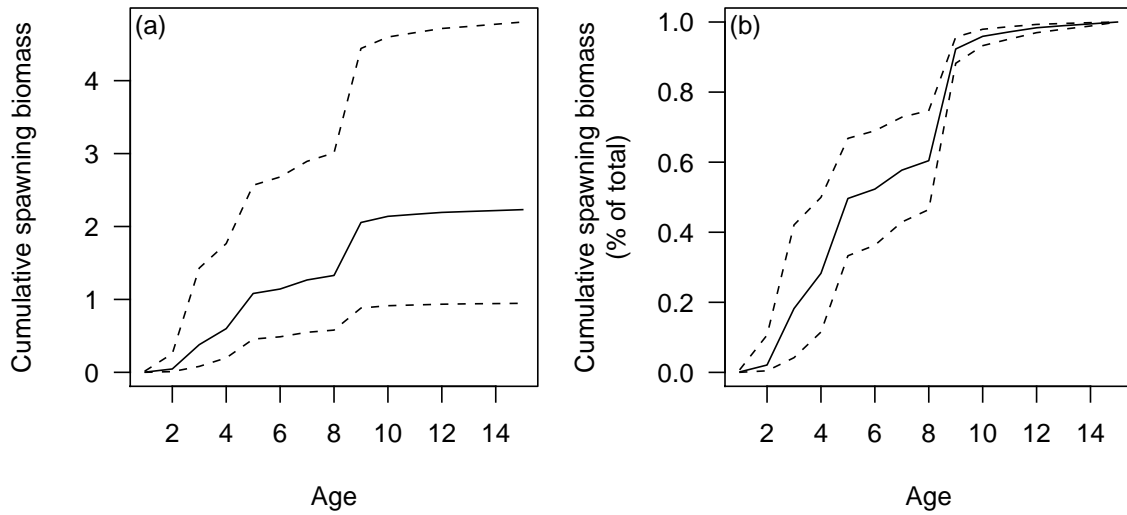 (a)
Cumulative spawning biomass
4
3
2
1
0
2 4 6 8 10 12 14
Age
(b)
Cumulative spawning biomass
(% of total)
1.0
0.8
0.6
0.4
0.2
0.0
2 4 6 8 10 12 14
Age